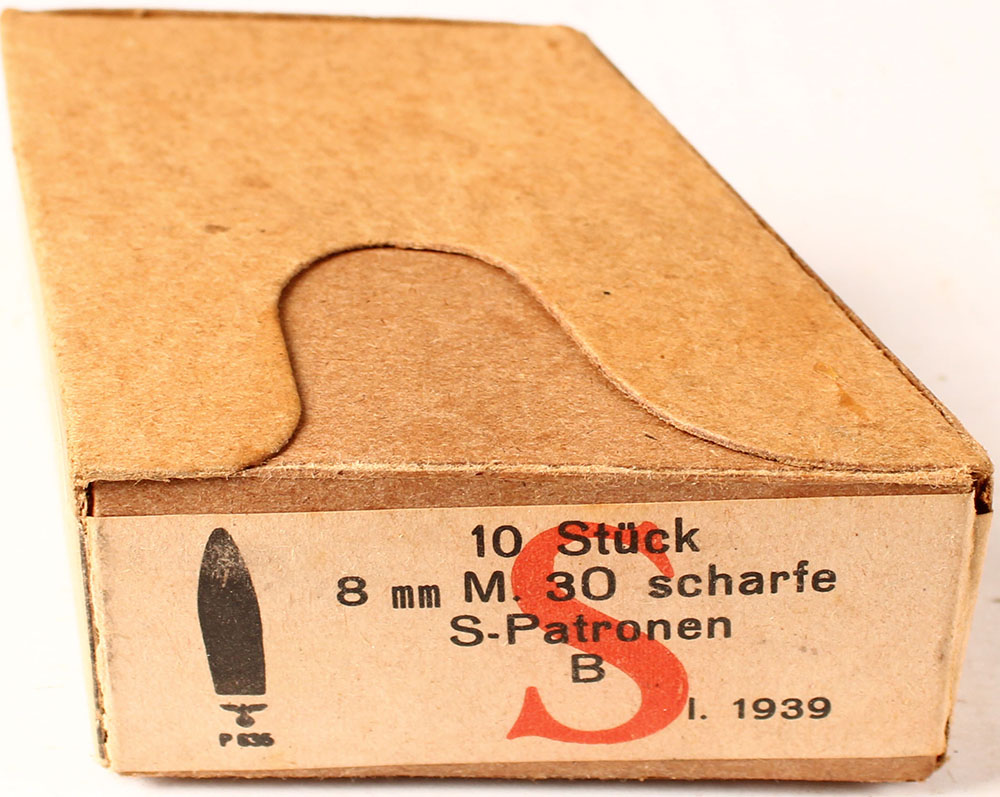 10 Stück
8 mm M. 30 scharfe
S-Patronen
B
S
I. 1939
P 635